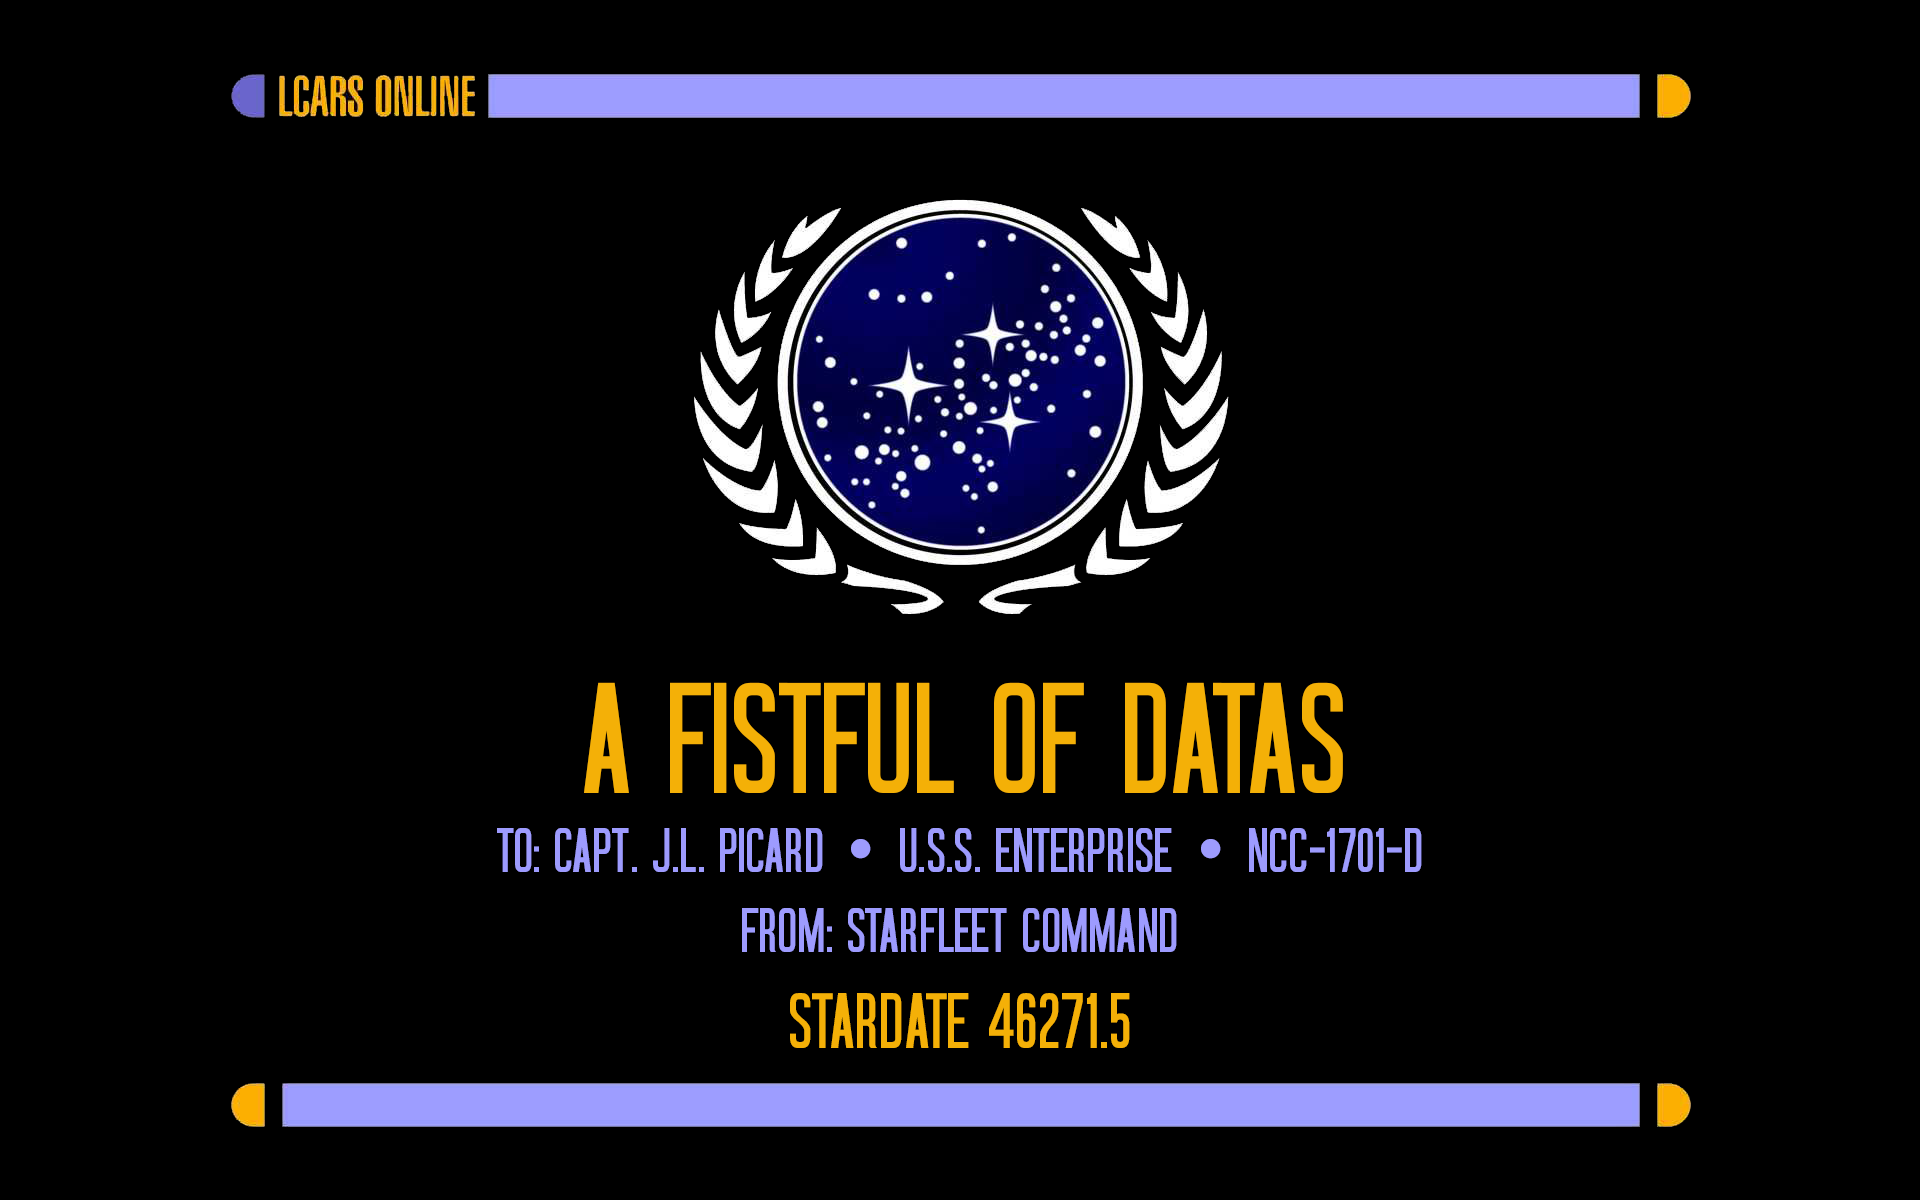 LCARS ONLINE
A FISTFUL OF DATAS
TO: CAPT. J.L. PICARD • U.S.S. ENTERPRISE • NCC-1701-D
FROM: STARFLEET COMMAND
STARDATE 46271.5